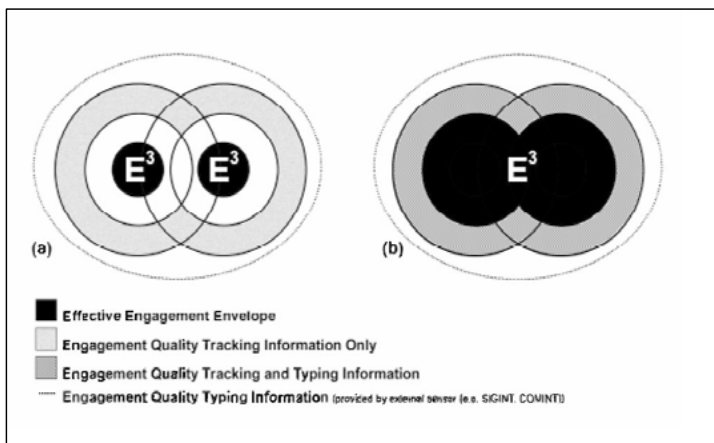 E³ E³ E³
(a) (b)
Effective Engagement Envelope
Engagement Quality Tracking Information Only
Engagement Quality Tracking and Typing Information
Engagement Quality Typing Information (provided by external sensor (e.g. SIGINT, COMINT))